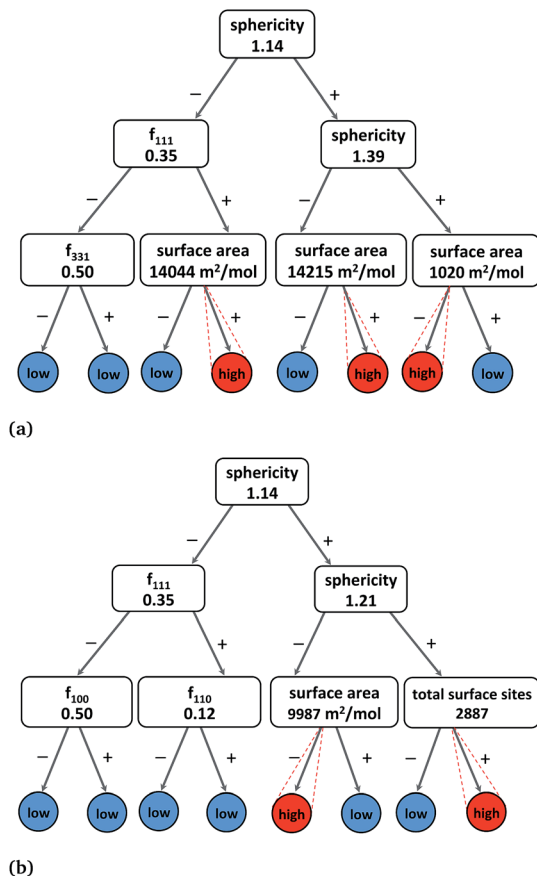 sphericity
1.14
– +
f₁₁₁ sphericity
0.35 1.39
– + – +
f₃₃₁ surface area surface area surface area
0.50 14044 m²/mol 14215 m²/mol 1020 m²/mol
– + – + – + – +
low low low high low high high low
(a)
sphericity
1.14
– +
f₁₁₁ sphericity
0.35 1.21
– + – +
f₁₀₀ f₁₁₀ surface area total surface sites
0.50 0.12 9987 m²/mol 2887
– + – + – + – +
low low low low high low low high
(b)